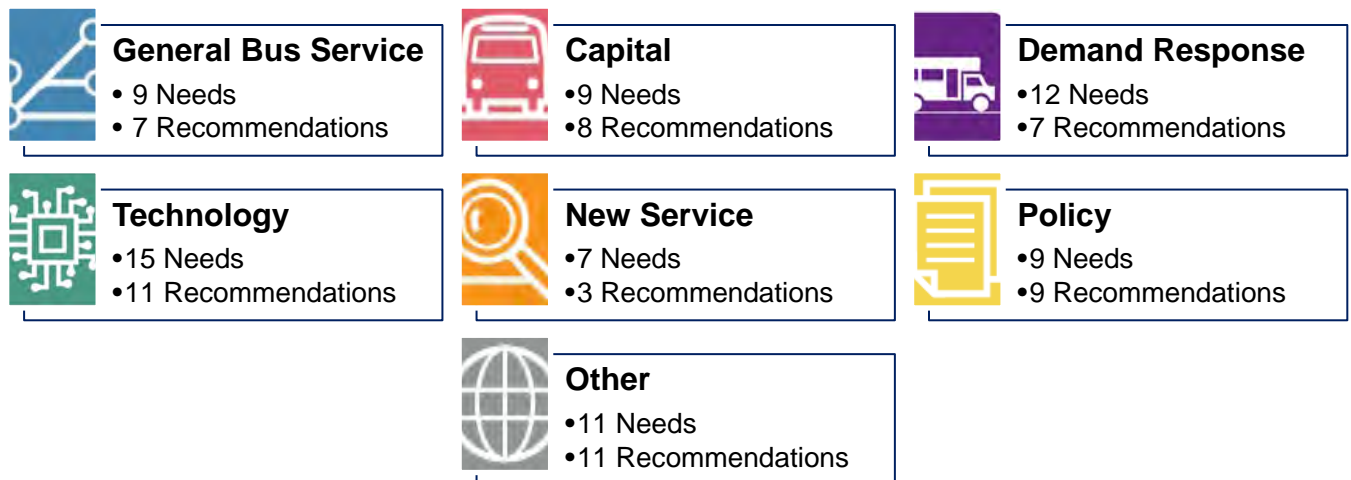 General Bus Service
• 9 Needs
• 7 Recommendations
Capital
•9 Needs
•8 Recommendations
Demand Response
•12 Needs
•7 Recommendations
Technology
•15 Needs
•11 Recommendations
New Service
•7 Needs
•3 Recommendations
Policy
•9 Needs
•9 Recommendations
Other
•11 Needs
•11 Recommendations